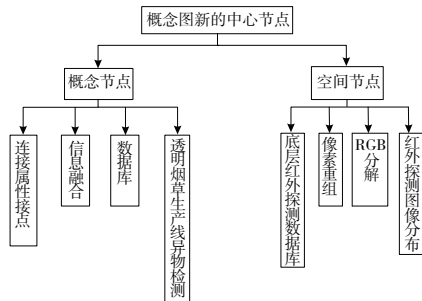 概念图新的中心节点
概念节点
空间节点
连接属性接点
信息融合
数据库
透明烟草生产线异物检测
底层红外探测数据库
像素重组
RGB分解
红外探测图像分布